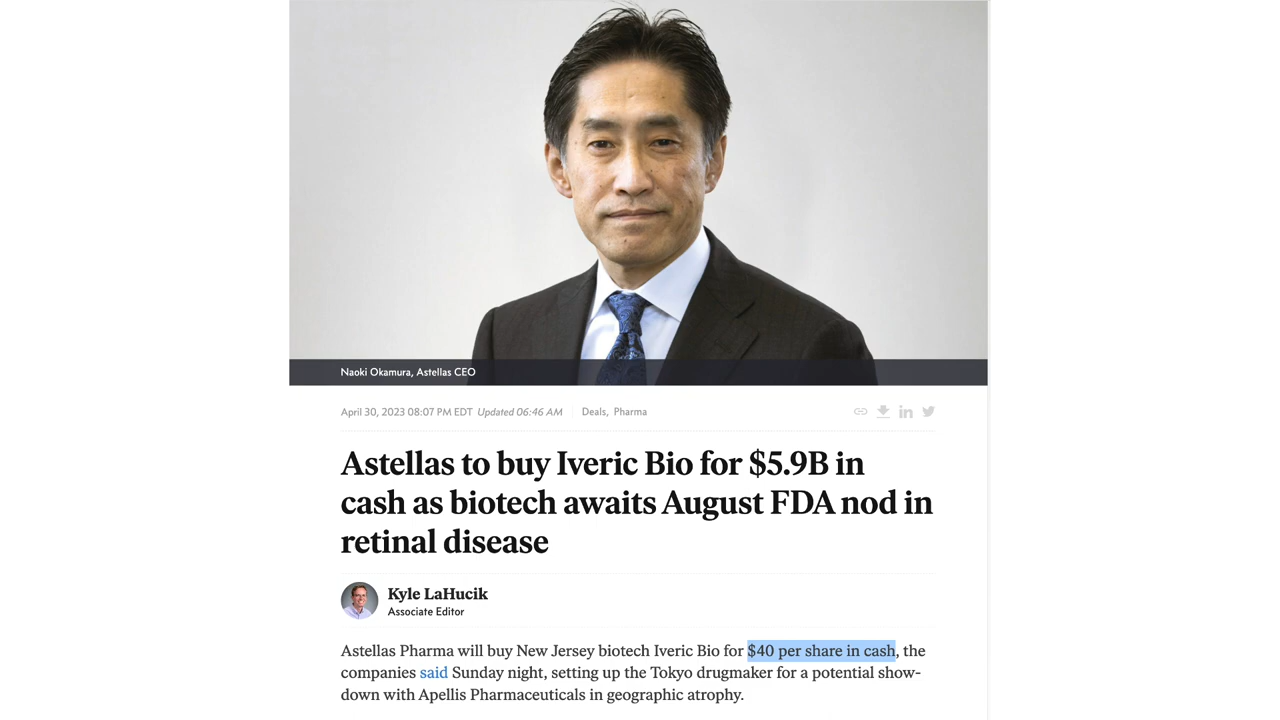 Naoki Okamura, Astellas CEO
April 30, 2023 08:07 PM EDT Updated 06:46 AM Deals, Pharma
Astellas to buy Iveric Bio for $5.9B in
cash as biotech awaits August FDA nod in
retinal disease
Kyle LaHucik
Associate Editor
Astellas Pharma will buy New Jersey biotech Iveric Bio for $40 per share in cash, the
companies said Sunday night, setting up the Tokyo drugmaker for a potential show-
down with Apellis Pharmaceuticals in geographic atrophy.